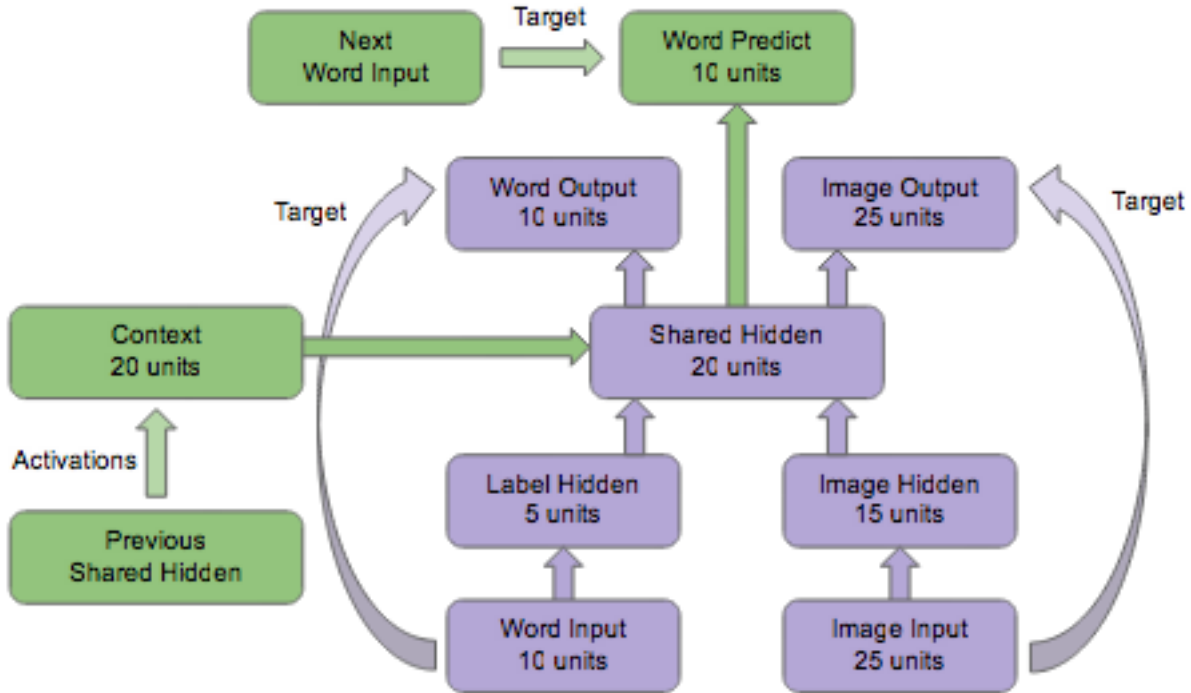 Target
Next
Word Input
Word Predict
10 units
Word Output
10 units
Image Output
25 units
Target
Target
Context
20 units
Shared Hidden
20 units
Activations
Label Hidden
5 units
Image Hidden
15 units
Previous
Shared Hidden
Word Input
10 units
Image Input
25 units